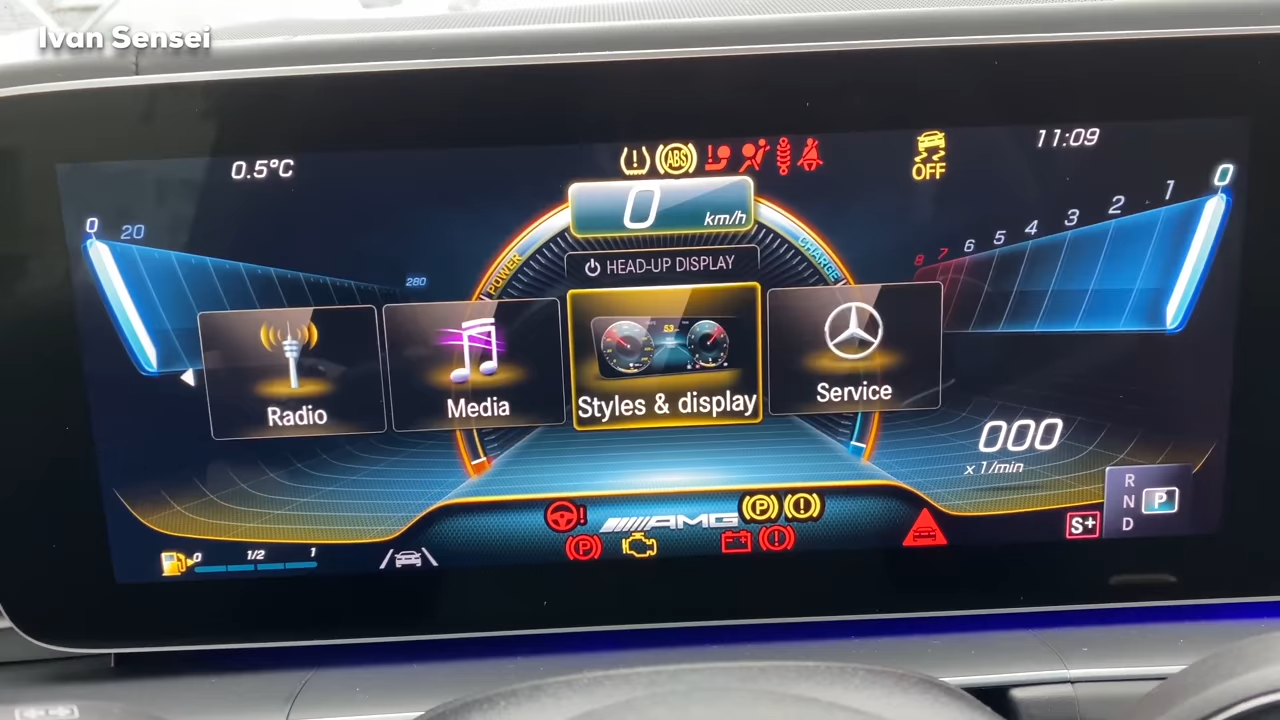 Ivan Sensei
0.5°C
ABS
OFF
11:09
0
km/h
0 20
280
POWER
CHARGE
HEAD-UP DISPLAY
8 7 6 5 4 3 2 1 0
Radio
Media
Styles & display
Service
000
x 1/min
R
N P
D
S+
P
AMG
P
0 1/2 1